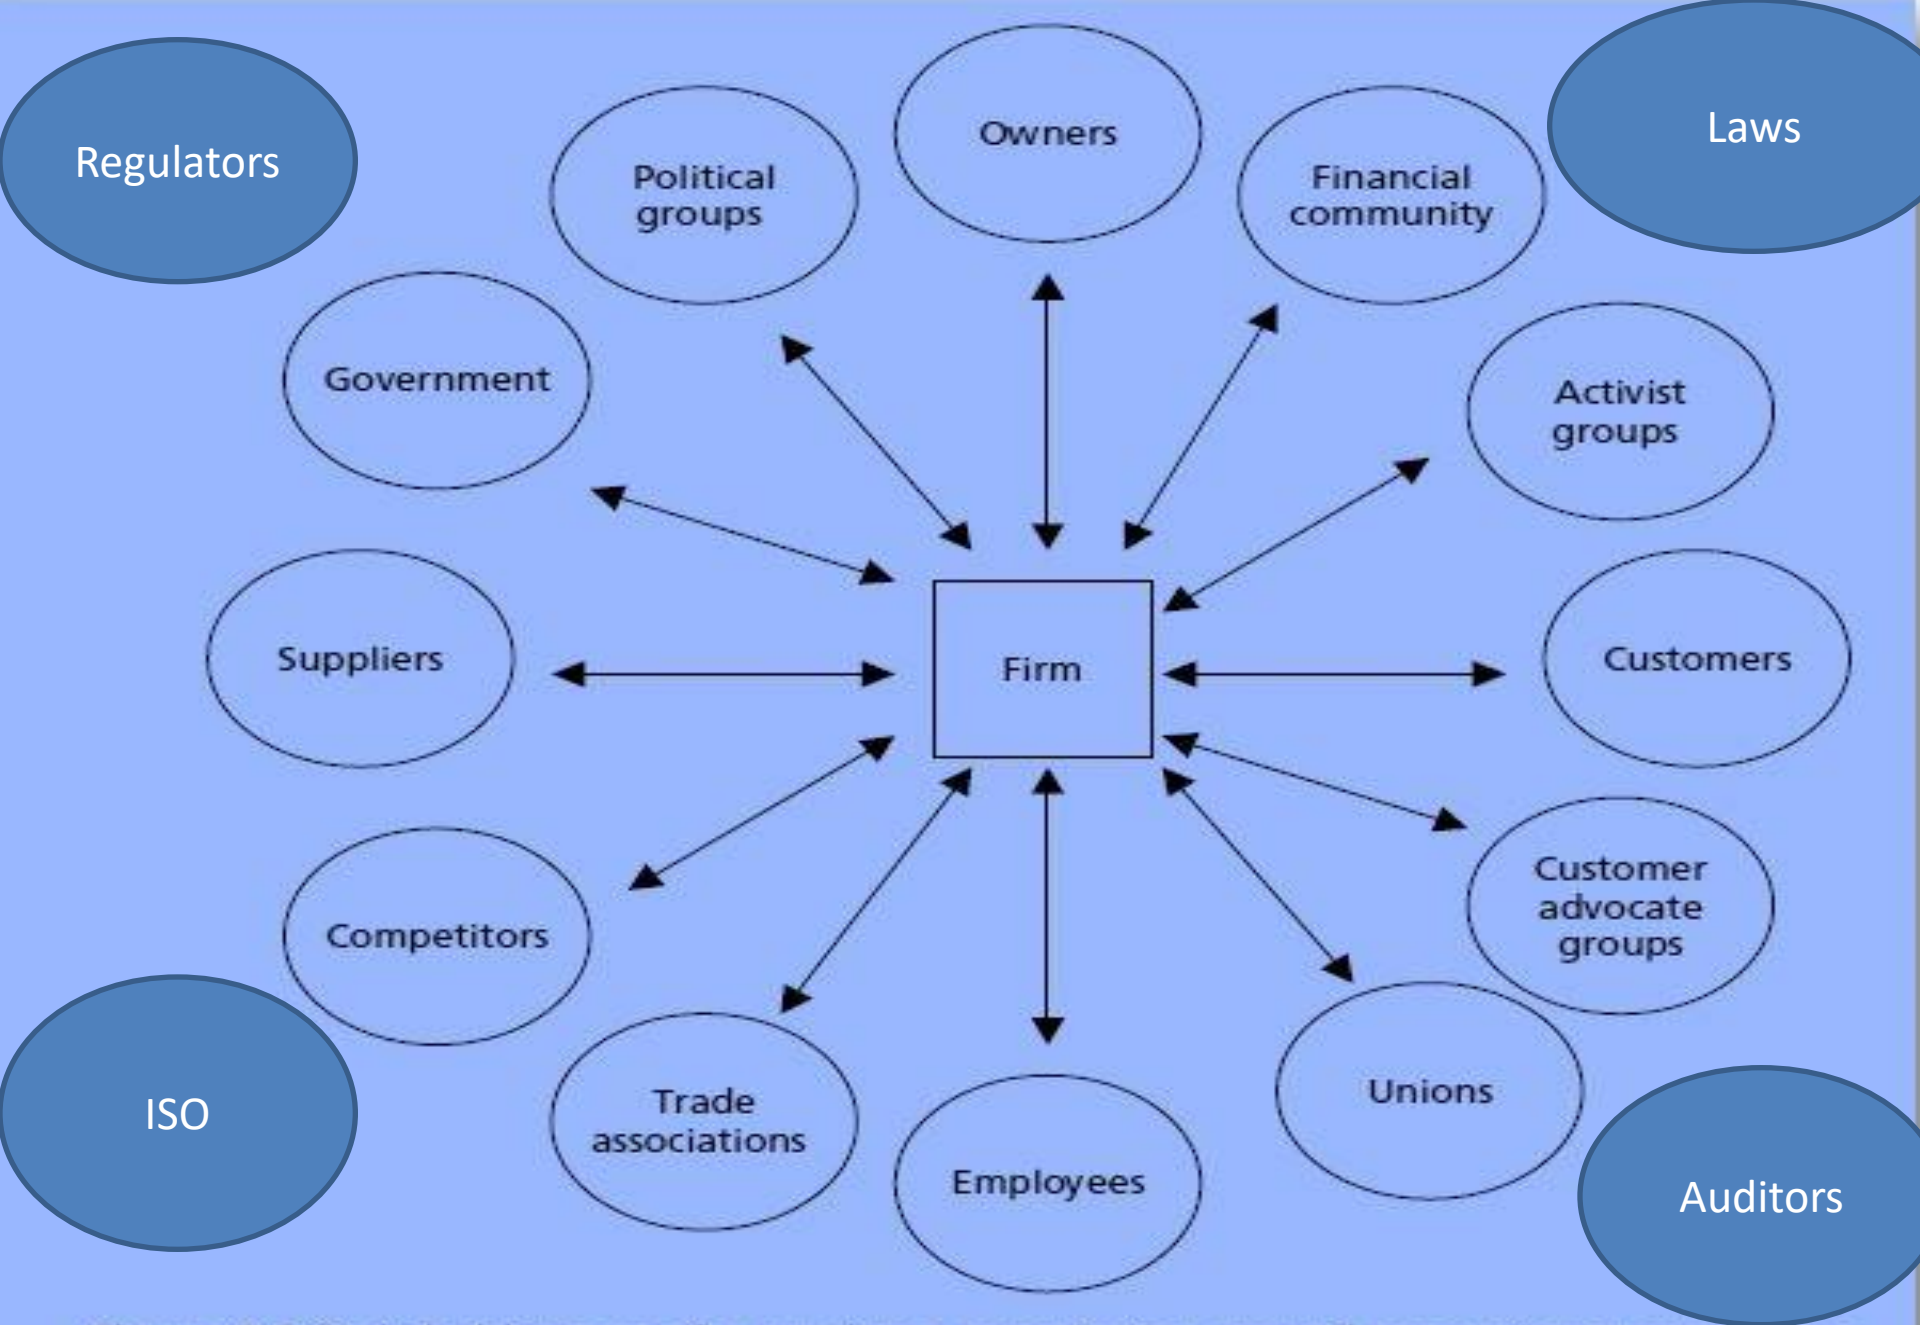 Regulators
Laws
Owners
Political
groups
Financial
community
Government
Activist
groups
Suppliers
Firm
Customers
Customer
advocate
groups
Competitors
Unions
Trade
associations
Employees
ISO
Auditors